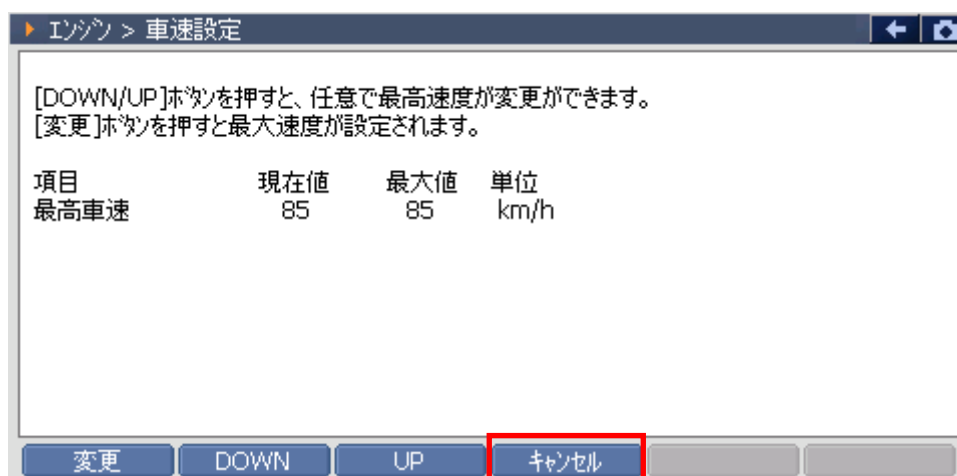 ｴﾝｼﾞﾝ > 車速設定
[DOWN/UP]ﾎﾞﾀﾝを押すと、任意で最高速度が変更ができます。
[変更]ﾎﾞﾀﾝを押すと最大速度が設定されます。
項目 現在値 最大値 単位
最高車速 85 85 km/h
変更 DOWN UP ｷｬﾝｾﾙ